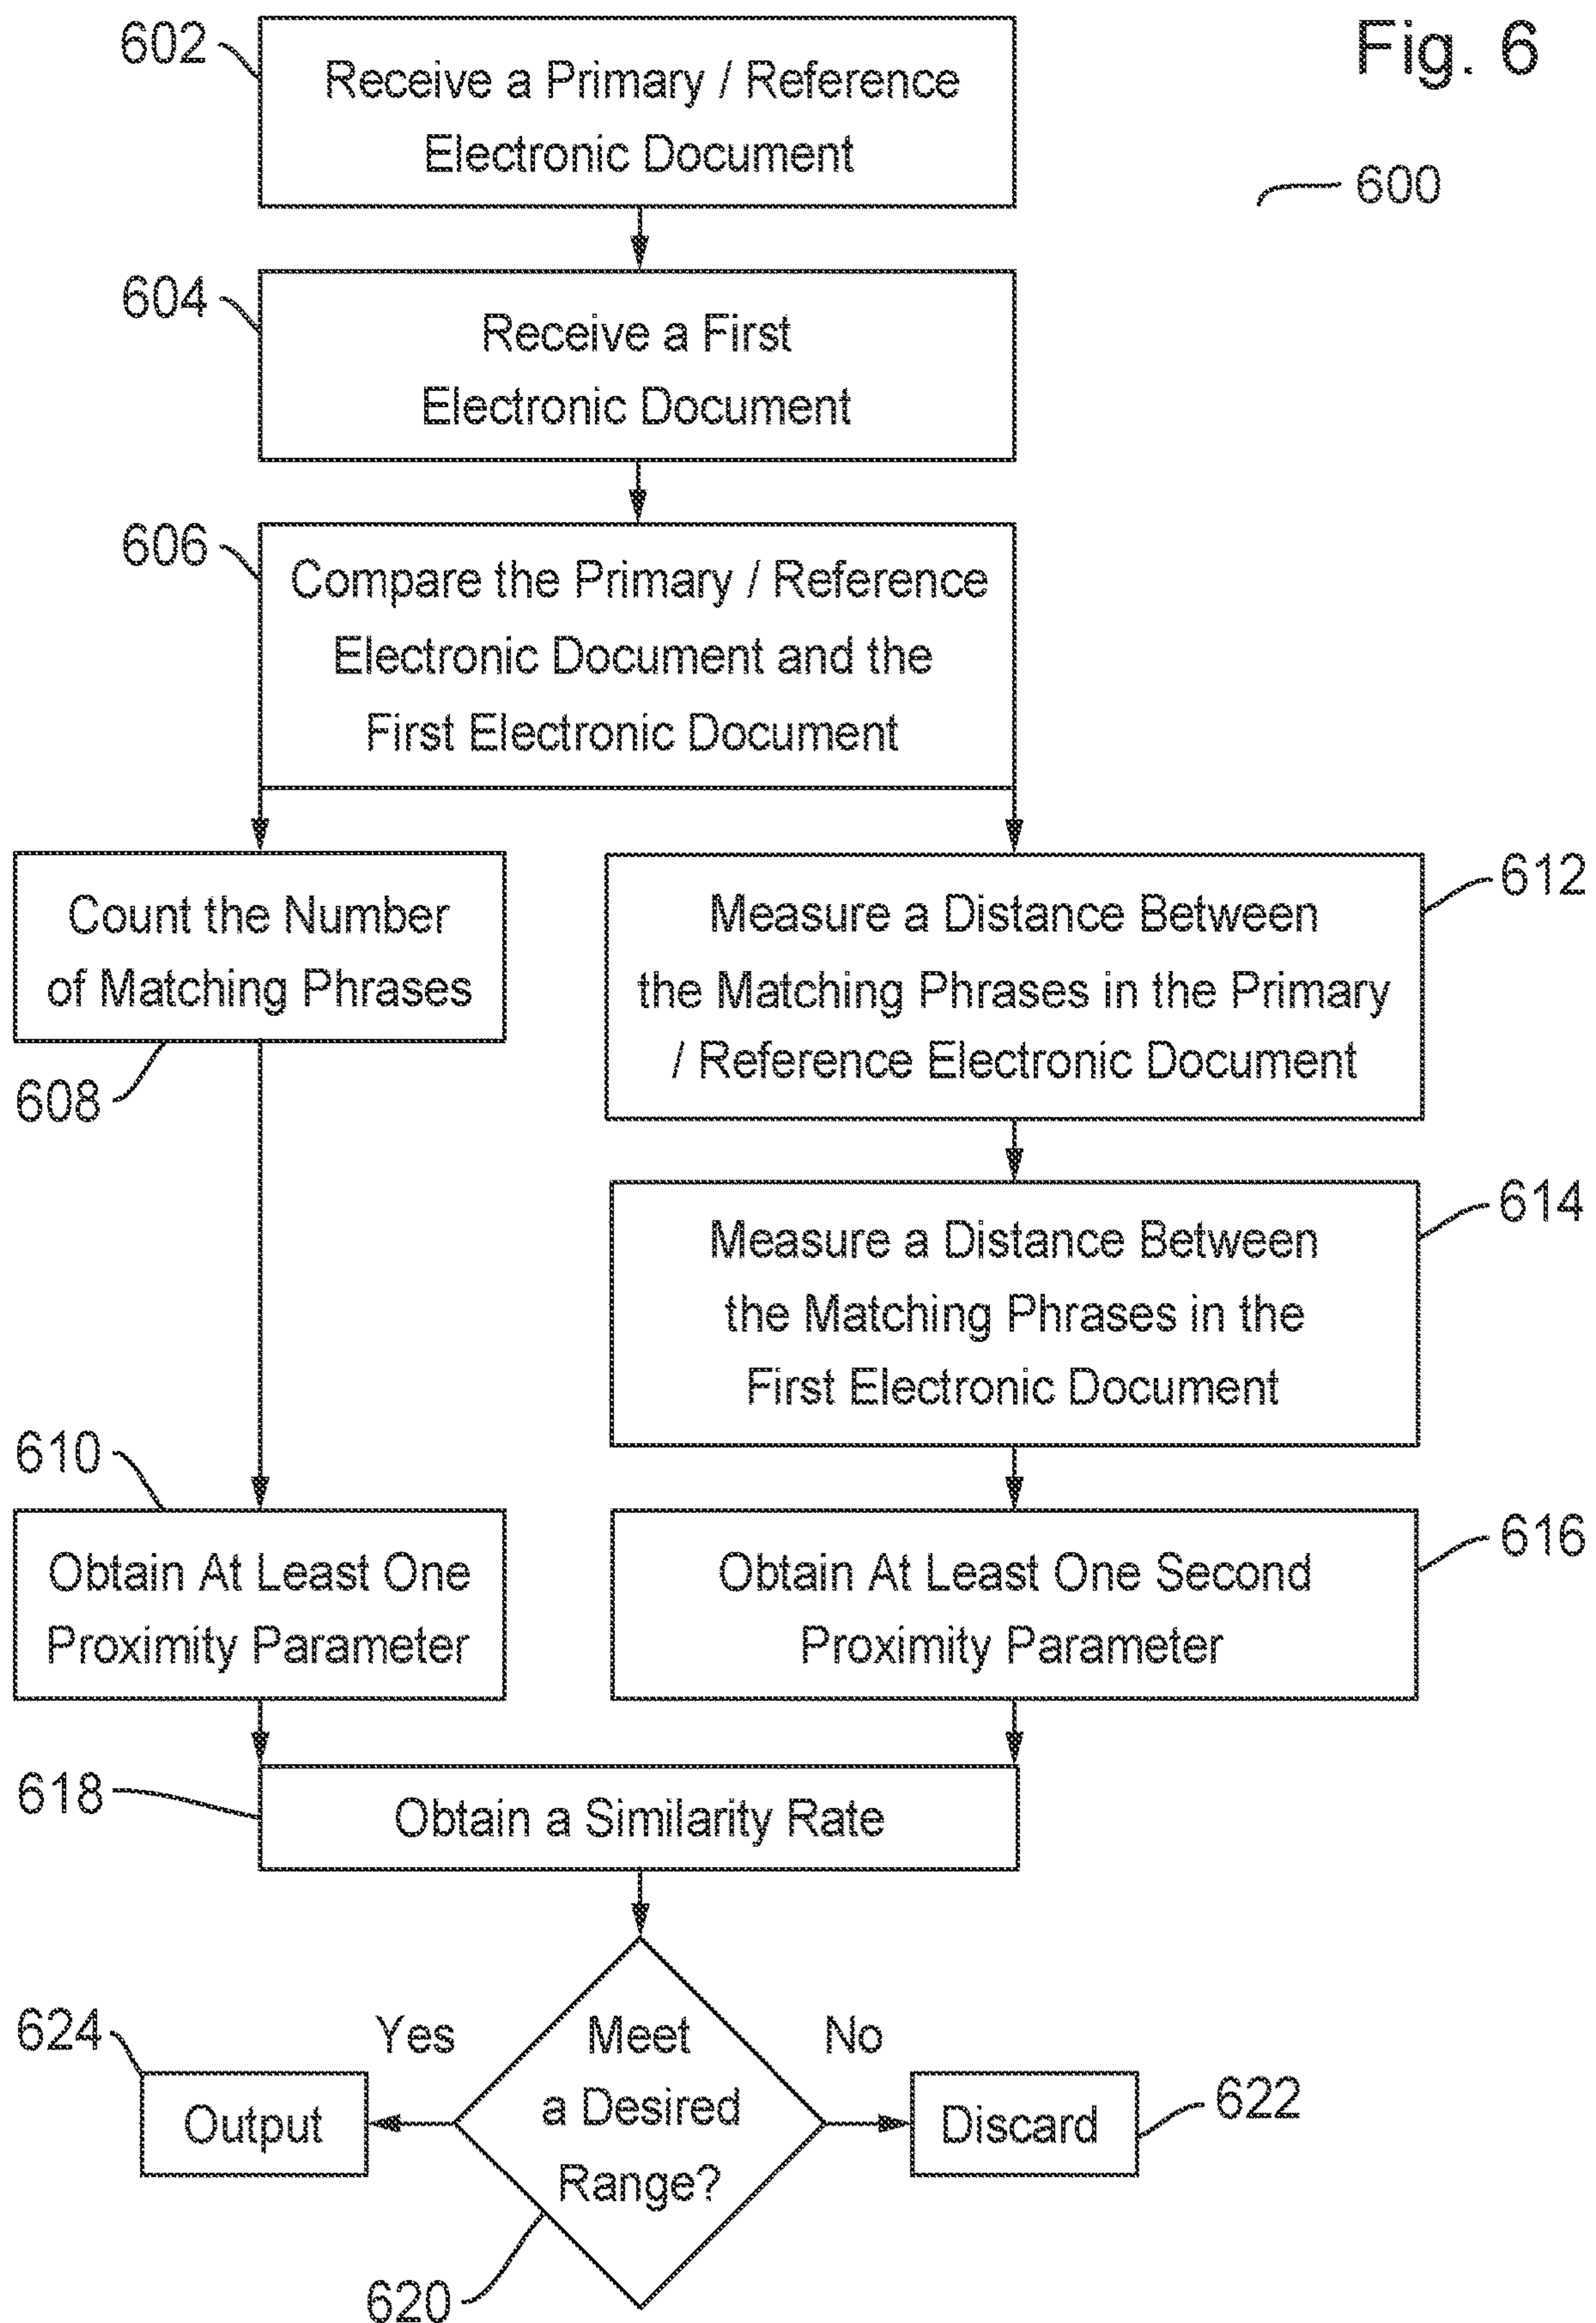 Fig. 6
600
602
Receive a Primary / Reference
Electronic Document
604
Receive a First
Electronic Document
606
Compare the Primary / Reference
Electronic Document and the
First Electronic Document
Count the Number
of Matching Phrases
608
612
Measure a Distance Between
the Matching Phrases in the Primary
/ Reference Electronic Document
614
Measure a Distance Between
the Matching Phrases in the
First Electronic Document
610
Obtain At Least One
Proximity Parameter
616
Obtain At Least One Second
Proximity Parameter
618
Obtain a Similarity Rate
624
Yes
Output
Meet
a Desired
Range?
620
No
Discard
622